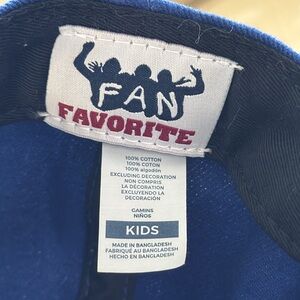 FAN
FAVORITE
100% COTTON
100% COTON
100% algodón
EXCLUDING DECORATION
NON COMPRIS
LA DÉCORATION
EXCLUYENDO LA
DECORACIÓN
GAMINS
NIÑOS
KIDS
MADE IN BANGLADESH
FABRIQUÉ AU BANGLADESH
HECHO EN BANGLADESH